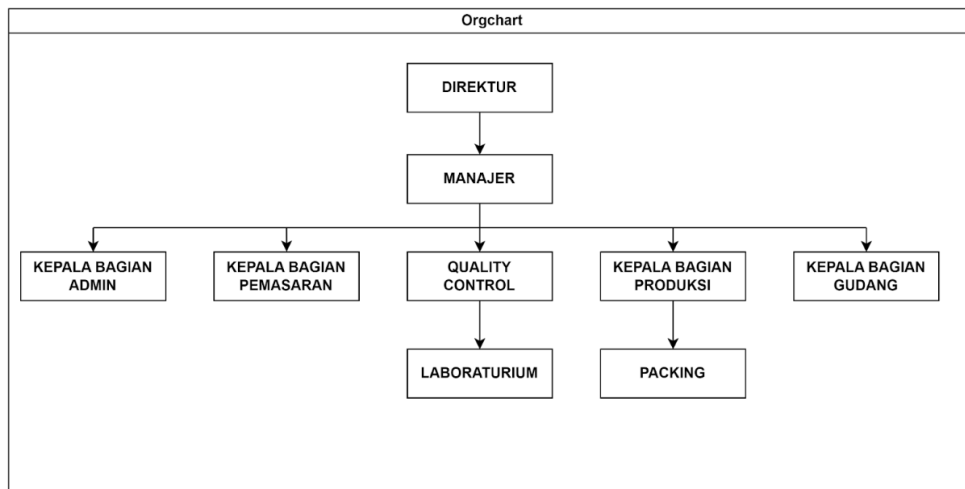 Orgchart
DIREKTUR
MANAJER
KEPALA BAGIAN
ADMIN
KEPALA BAGIAN
PEMASARAN
QUALITY
CONTROL
KEPALA BAGIAN
PRODUKSI
KEPALA BAGIAN
GUDANG
LABORATURIUM
PACKING